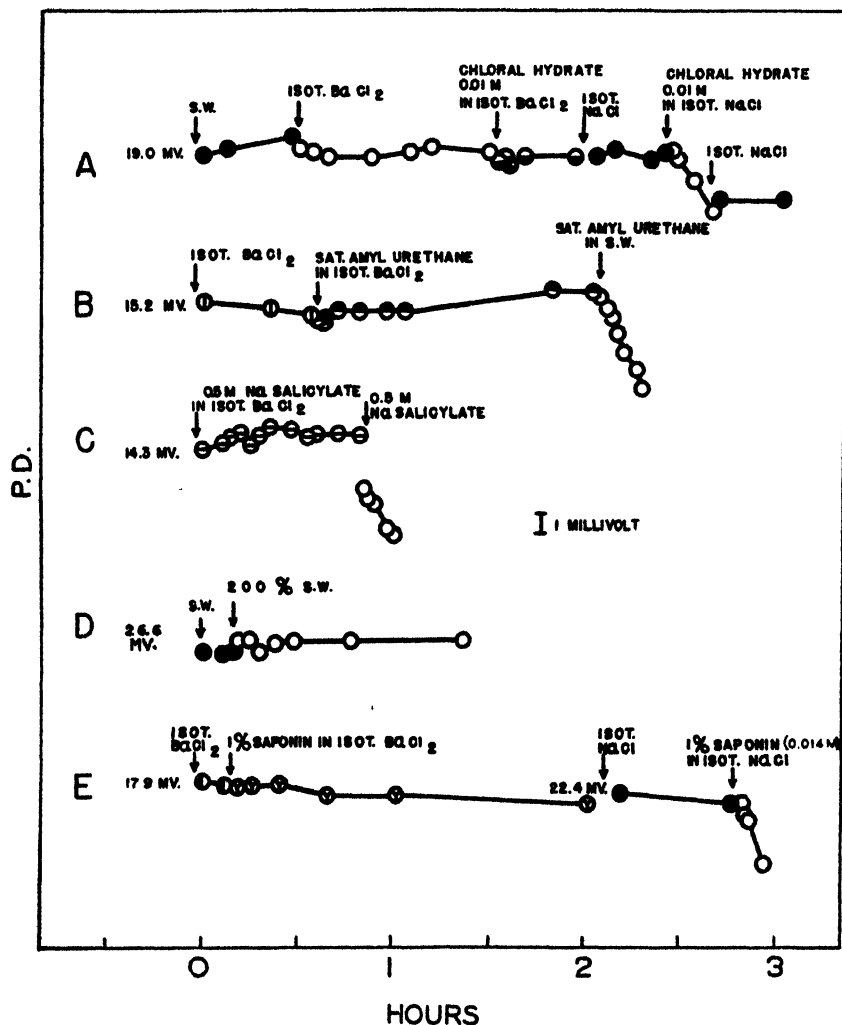 S.W.
ISOT. BaCl2
CHLORAL HYDRATE
0.01 M
IN ISOT. BaCl2
ISOT.
NaCl
CHLORAL HYDRATE
0.01 M
IN ISOT. NaCl
ISOT. NaCl
A
19.0 MV.
ISOT. BaCl2
SAT. AMYL URETHANE
IN ISOT. BaCl2
SAT. AMYL URETHANE
IN S.W.
B
15.2 MV.
0.5 M Na SALICYLATE
IN ISOT. BaCl2
0.5 M
Na SALICYLATE
C
14.3 MV.
P.D.
1 MILLIVOLT
D
26.6
MV.
S.W.
200 % S.W.
E
17.9 MV.
ISOT.
BaCl2
1% SAPONIN IN ISOT. BaCl2
22.4 MV.
ISOT.
NaCl
1% SAPONIN (0.014 M)
IN ISOT. NaCl
0 1 2 3
HOURS